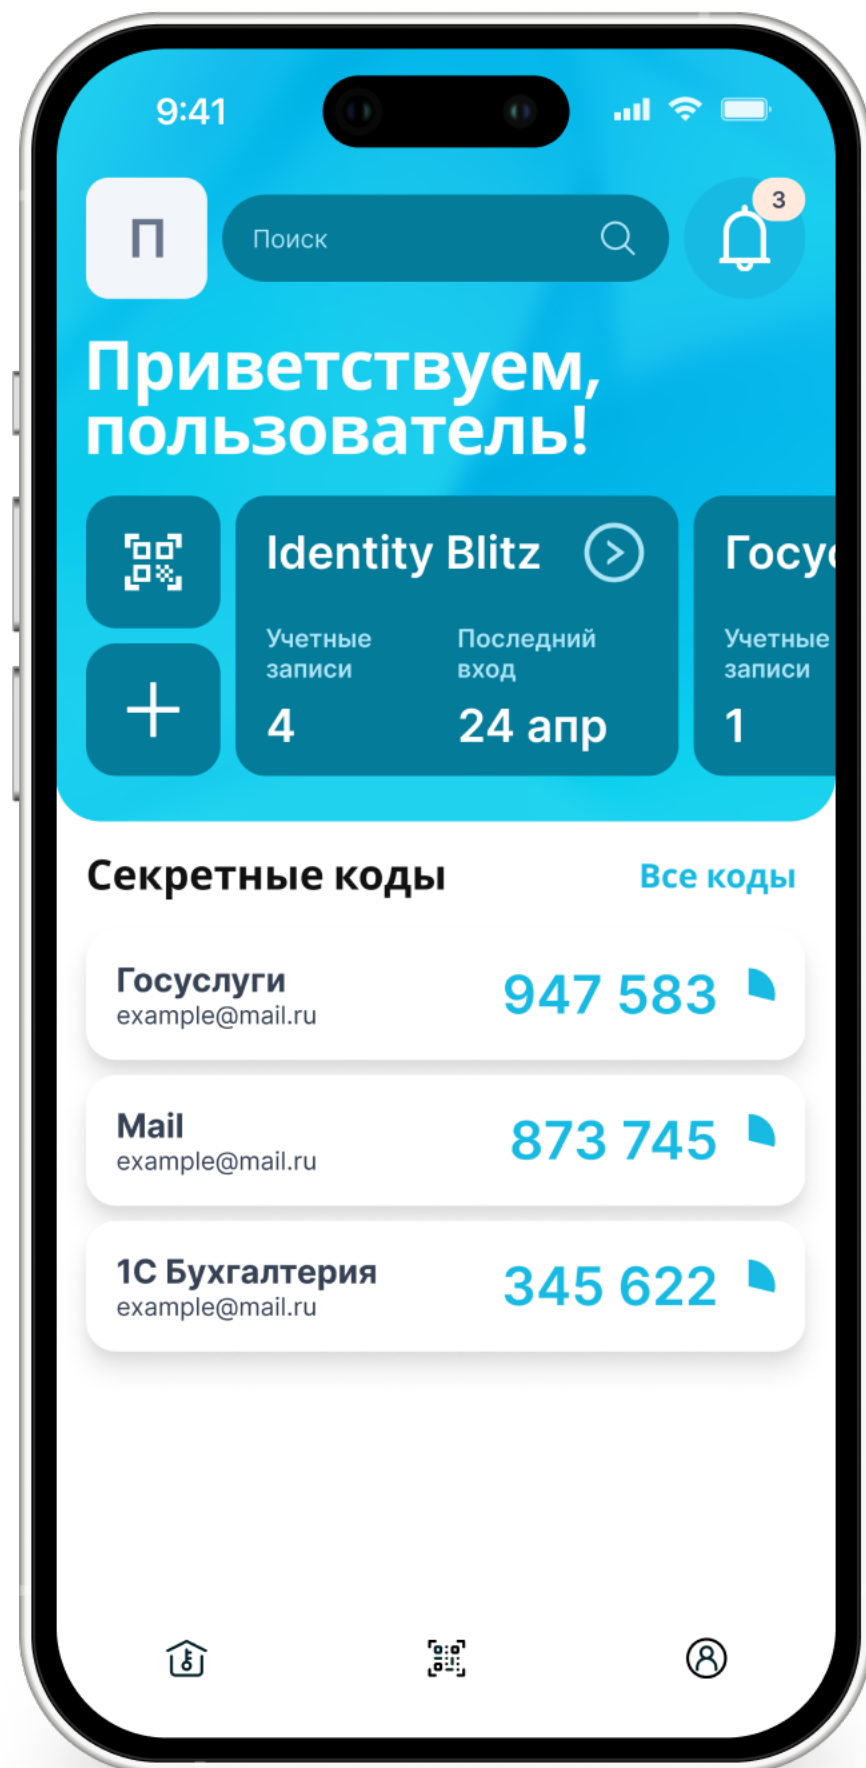 9:41
П
Поиск
3
Приветствуем,
пользователь!
Identity Blitz
Учетные
записи
4
Последний
вход
24 апр
Учетные
записи
1
Секретные коды
Все коды
Госуслуги
example@mail.ru
947 583
Mail
example@mail.ru
873 745
1С Бухгалтерия
example@mail.ru
345 622